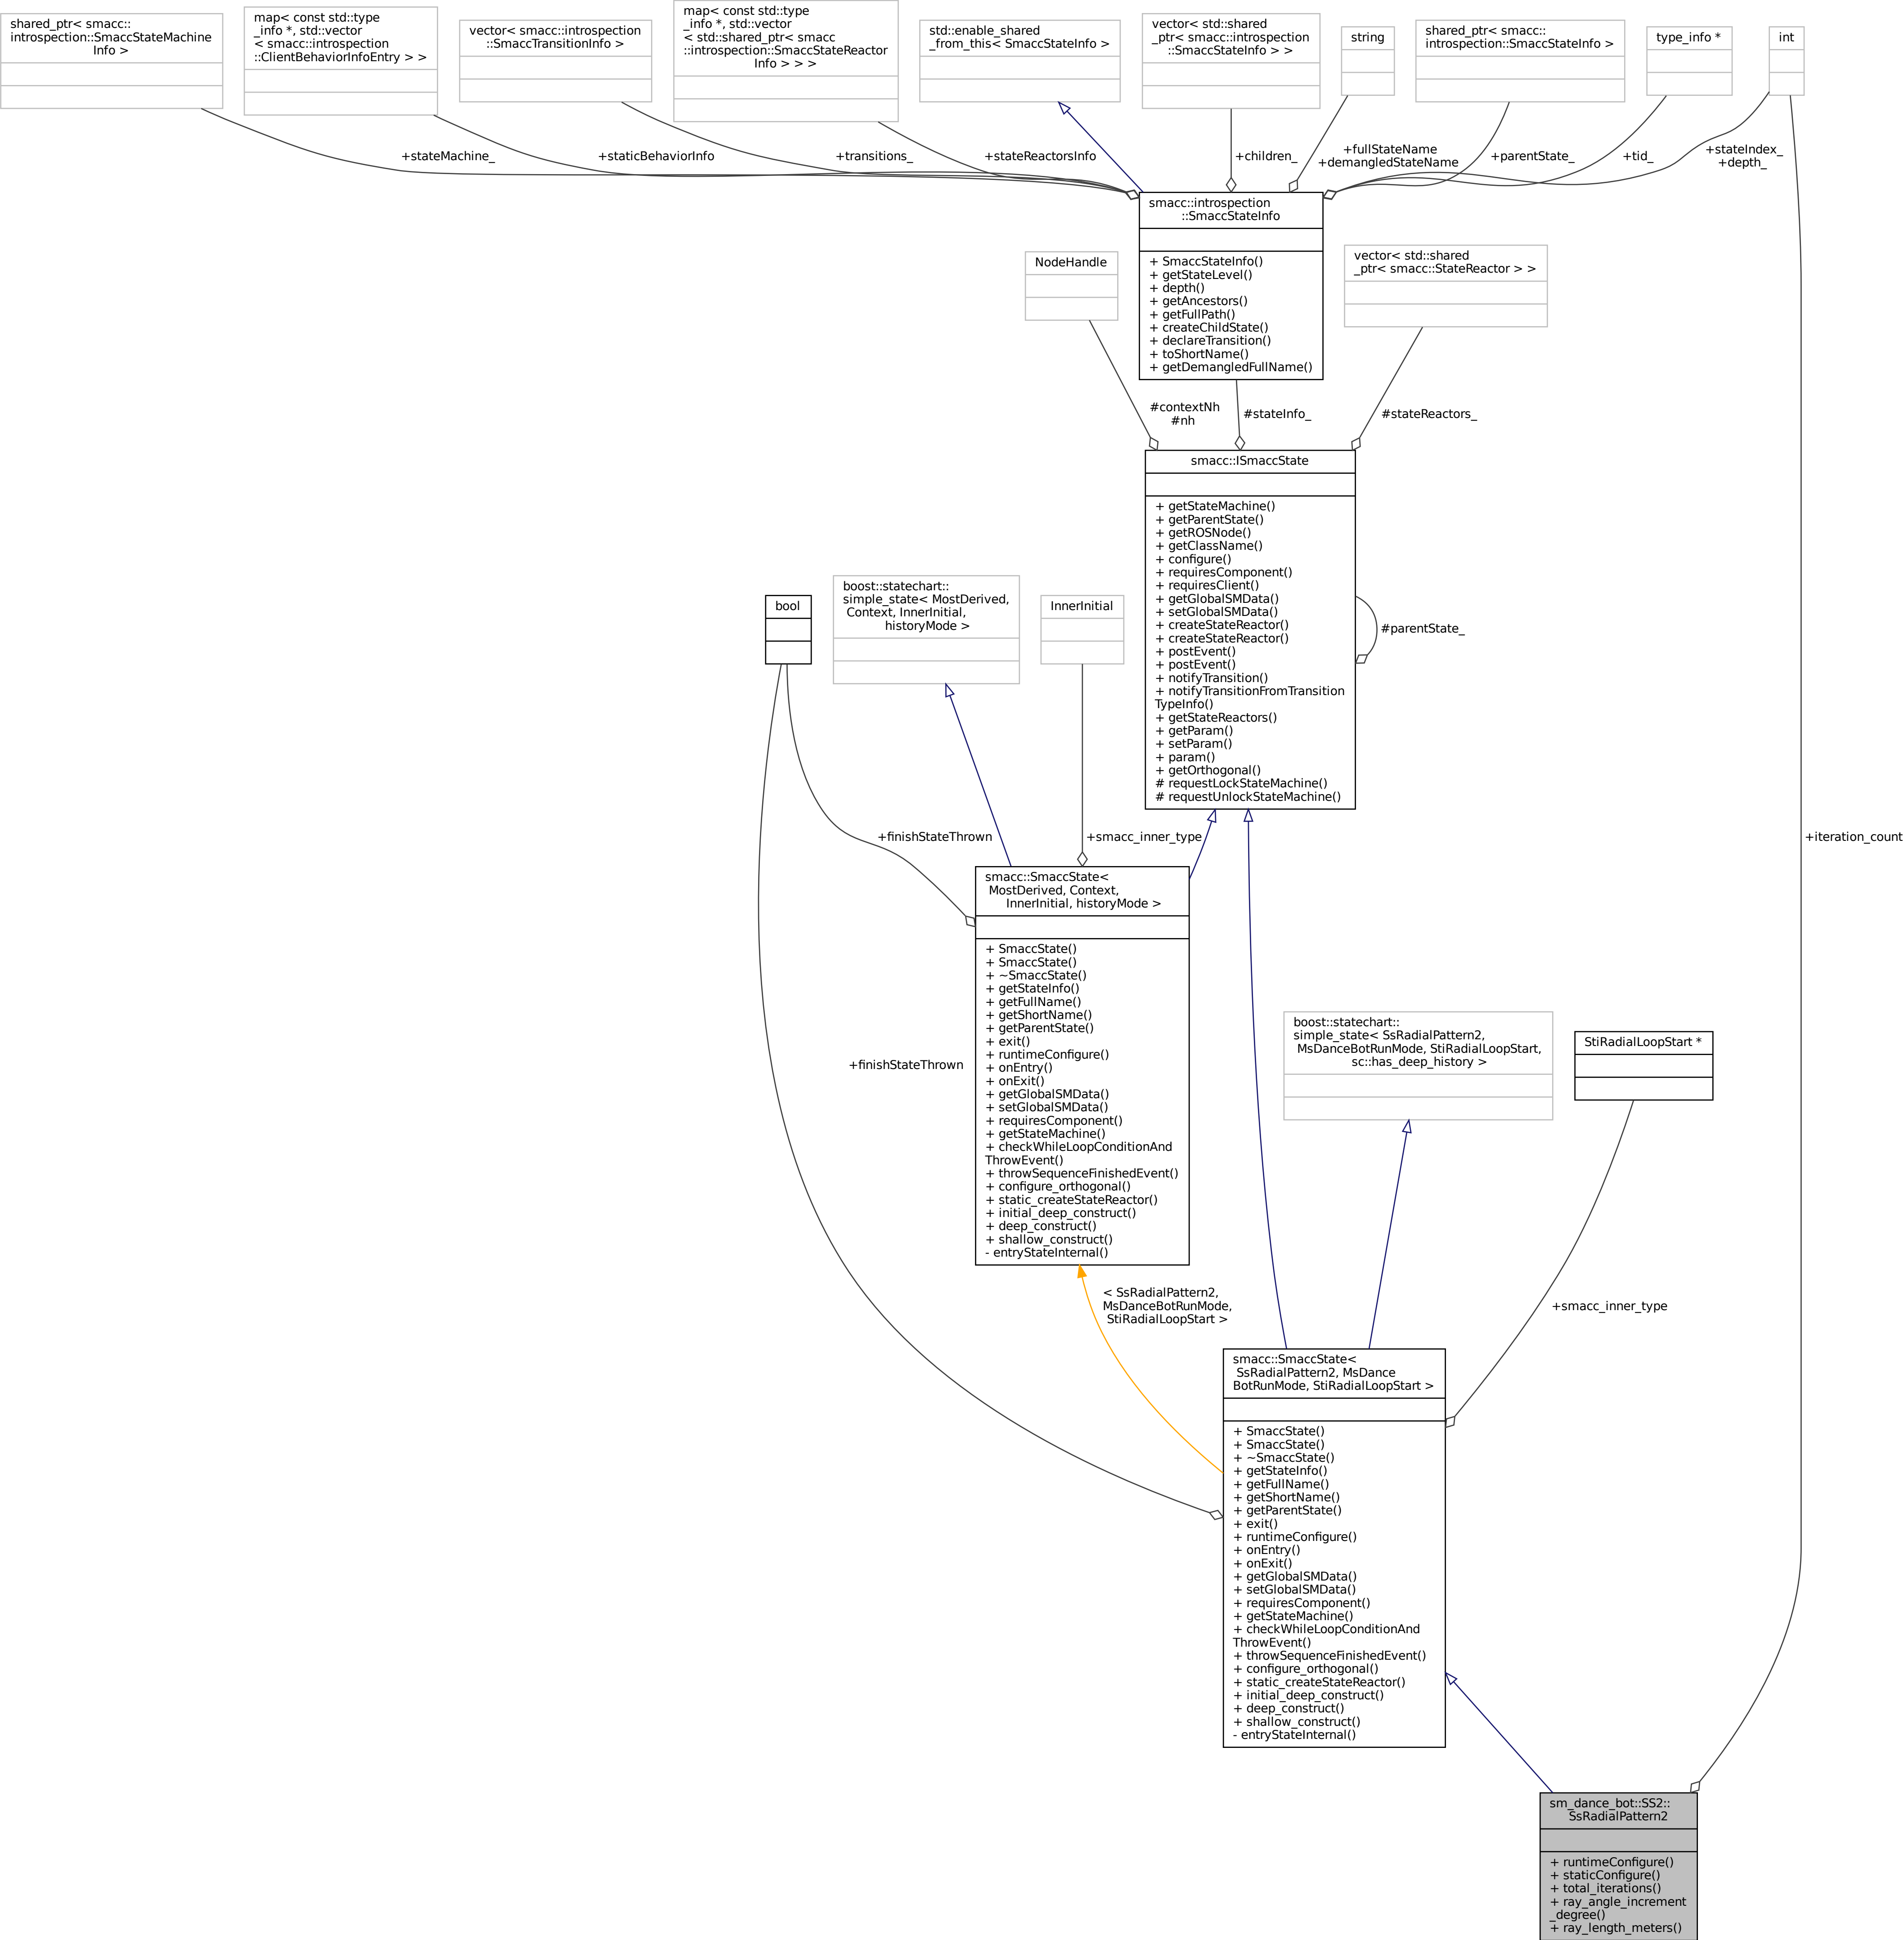 shared_ptr< smacc::
introspection::SmaccStateMachine
Info >
map< const std::type
_info *, std::vector
< smacc::introspection
::ClientBehaviorInfoEntry > >
vector< smacc::introspection
::SmaccTransitionInfo >
map< const std::type
_info *, std::vector
< std::shared_ptr< smacc
::introspection::SmaccStateReactor
Info > > >
std::enable_shared
_from_this< SmaccStateInfo >
vector< std::shared
_ptr< smacc::introspection
::SmaccStateInfo > >
string
shared_ptr< smacc::
introspection::SmaccStateInfo >
type_info *
int
+stateMachine_
+staticBehaviorInfo
+transitions_
+stateReactorsInfo
+children_
+fullStateName
+demangledStateName
+parentState_
+tid_
+stateIndex_
+depth_
smacc::introspection
::SmaccStateInfo
+ SmaccStateInfo()
+ getStateLevel()
+ depth()
+ getAncestors()
+ getFullPath()
+ createChildState()
+ declareTransition()
+ toShortName()
+ getDemangledFullName()
NodeHandle
vector< std::shared
_ptr< smacc::StateReactor > >
#contextNh
#nh
#stateInfo_
#stateReactors_
smacc::ISmaccState
+ getStateMachine()
+ getParentState()
+ getROSNode()
+ getClassName()
+ configure()
+ requiresComponent()
+ requiresClient()
+ getGlobalSMData()
+ setGlobalSMData()
+ createStateReactor()
+ createStateReactor()
+ postEvent()
+ postEvent()
+ notifyTransition()
+ notifyTransitionFromTransition
TypeInfo()
+ getStateReactors()
+ getParam()
+ setParam()
+ param()
+ getOrthogonal()
# requestLockStateMachine()
# requestUnlockStateMachine()
#parentState_
bool
boost::statechart::
simple_state< MostDerived,
Context, InnerInitial,
historyMode >
InnerInitial
+finishStateThrown
+smacc_inner_type
+iteration_count
smacc::SmaccState<
MostDerived, Context,
InnerInitial, historyMode >
+ SmaccState()
+ SmaccState()
+ ~SmaccState()
+ getStateInfo()
+ getFullName()
+ getShortName()
+ getParentState()
+ exit()
+ runtimeConfigure()
+ onEntry()
+ onExit()
+ getGlobalSMData()
+ setGlobalSMData()
+ requiresComponent()
+ getStateMachine()
+ checkWhileLoopConditionAnd
ThrowEvent()
+ throwSequenceFinishedEvent()
+ configure_orthogonal()
+ static_createStateReactor()
+ initial_deep_construct()
+ deep_construct()
+ shallow_construct()
- entryStateInternal()
+finishStateThrown
boost::statechart::
simple_state< SsRadialPattern2,
MsDanceBotRunMode, StiRadialLoopStart,
sc::has_deep_history >
StiRadialLoopStart *
< SsRadialPattern2,
MsDanceBotRunMode,
StiRadialLoopStart >
+smacc_inner_type
smacc::SmaccState<
SsRadialPattern2, MsDance
BotRunMode, StiRadialLoopStart >
+ SmaccState()
+ SmaccState()
+ ~SmaccState()
+ getStateInfo()
+ getFullName()
+ getShortName()
+ getParentState()
+ exit()
+ runtimeConfigure()
+ onEntry()
+ onExit()
+ getGlobalSMData()
+ setGlobalSMData()
+ requiresComponent()
+ getStateMachine()
+ checkWhileLoopConditionAnd
ThrowEvent()
+ throwSequenceFinishedEvent()
+ configure_orthogonal()
+ static_createStateReactor()
+ initial_deep_construct()
+ deep_construct()
+ shallow_construct()
- entryStateInternal()
sm_dance_bot::SS2::
SsRadialPattern2
+ runtimeConfigure()
+ staticConfigure()
+ total_iterations()
+ ray_angle_increment
_degree()
+ ray_length_meters()